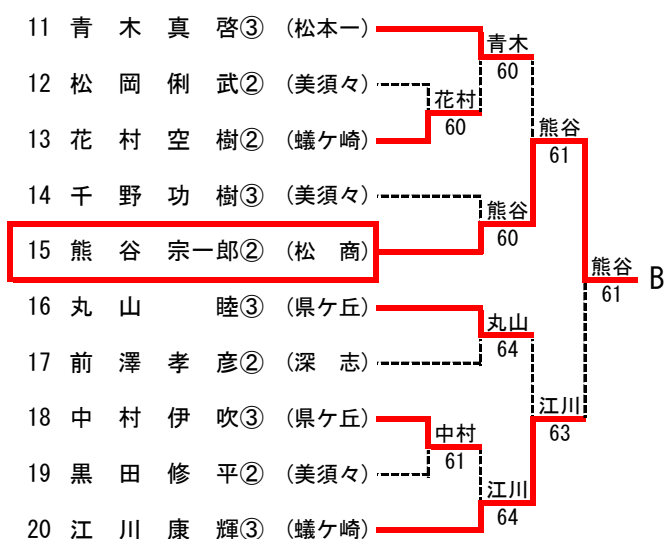 11 青木真啓③ (松本一)
青木
60
12 松岡俐武② (美須々)
花村
60
13 花村空樹② (蟻ケ崎)
熊谷
61
14 千野功樹③ (美須々)
熊谷
60
15 熊谷宗一郎② (松商)
熊谷
61
B
16 丸山睦③ (県ケ丘)
丸山
64
17 前澤孝彦② (深志)
18 中村伊吹③ (県ケ丘)
江川
63
中村
61
19 黒田修平② (美須々)
江川
64
20 江川康輝③ (蟻ケ崎)